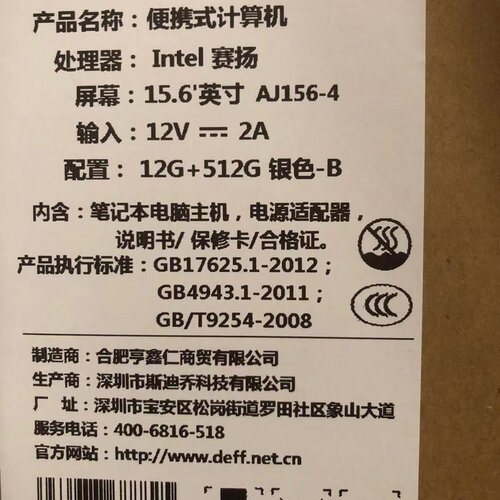 产品名称：便携式计算机
处理器： Intel 赛扬
屏幕：15.6'英寸 AJ156-4
输入：12V ⎓ 2A
配置： 12G+512G 银色-B
内含：笔记本电脑主机，电源适配器，
说明书/ 保修卡/合格证。
产品执行标准：GB17625.1-2012；
GB4943.1-2011；
GB/T9254-2008
CCC
制造商：合肥亨鑫仁商贸有限公司
生产商：深圳市斯迪乔科技有限公司
厂 址：深圳市宝安区松岗街道罗田社区象山大道
服务电话：400-6816-518
官方网站：http://www.deff.net.cn